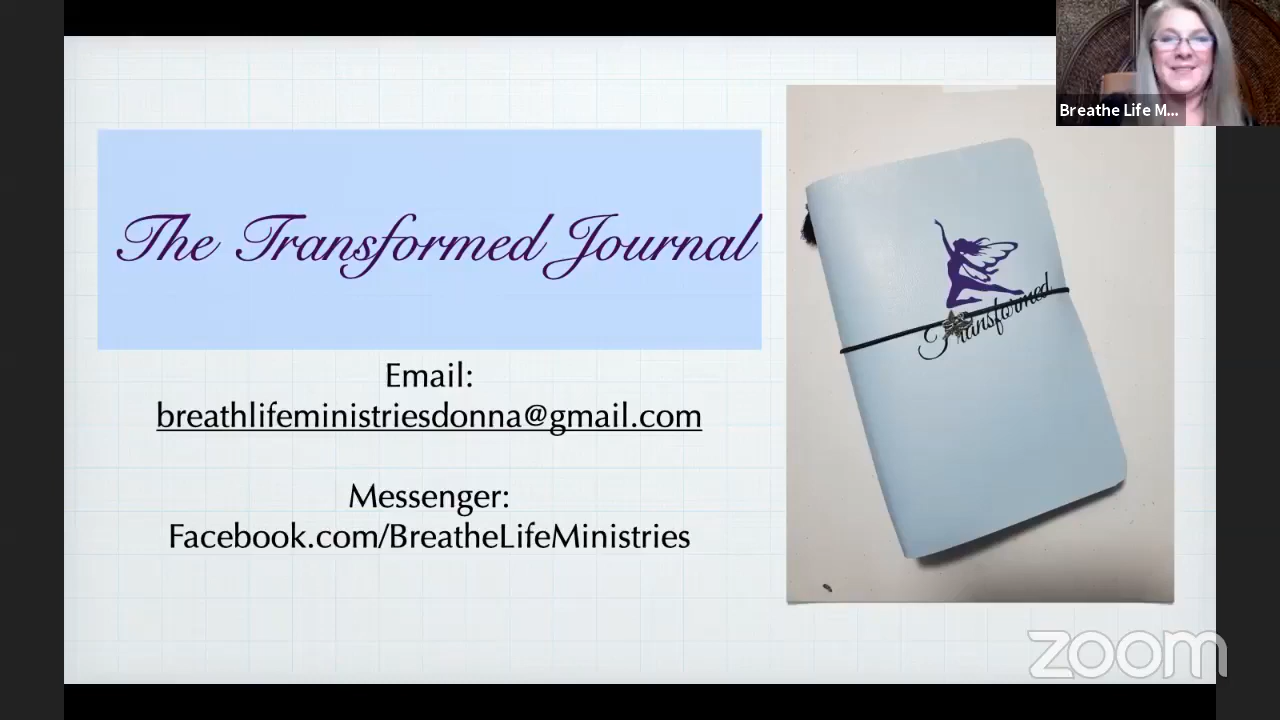 Breathe Life M...
The Transformed Journal
Email:
breathlifeministriesdonna@gmail.com
Messenger:
Facebook.com/BreatheLifeMinistries
Transformed
zoom